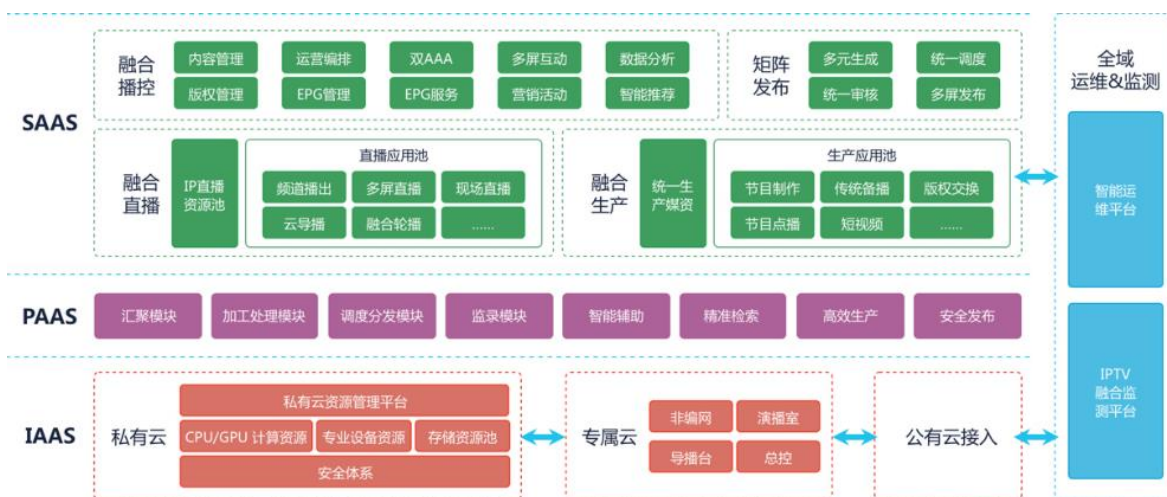 SAAS
融合
播控
内容管理
运营编排
双AAA
多屏互动
数据分析
版权管理
EPG管理
EPG服务
营销活动
智能推荐
矩阵
发布
多元生成
统一调度
统一审核
多屏发布
融合
直播
IP直播
资源池
直播应用池
频道播出
多屏直播
现场直播
云导播
融合轮播
......
融合
生产
统一生
产媒资
生产应用池
节目制作
传统备播
版权交换
节目点播
短视频
......
PAAS
汇聚模块
加工处理模块
调度分发模块
监录模块
智能辅助
精准检索
高效生产
安全发布
IAAS
私有云
私有云资源管理平台
CPU/GPU 计算资源
专业设备资源
存储资源池
安全体系
专属云
非编网
演播室
导播台
总控
公有云接入
全域
运维&监测
智能运
维平台
IPTV
融合监
测平台